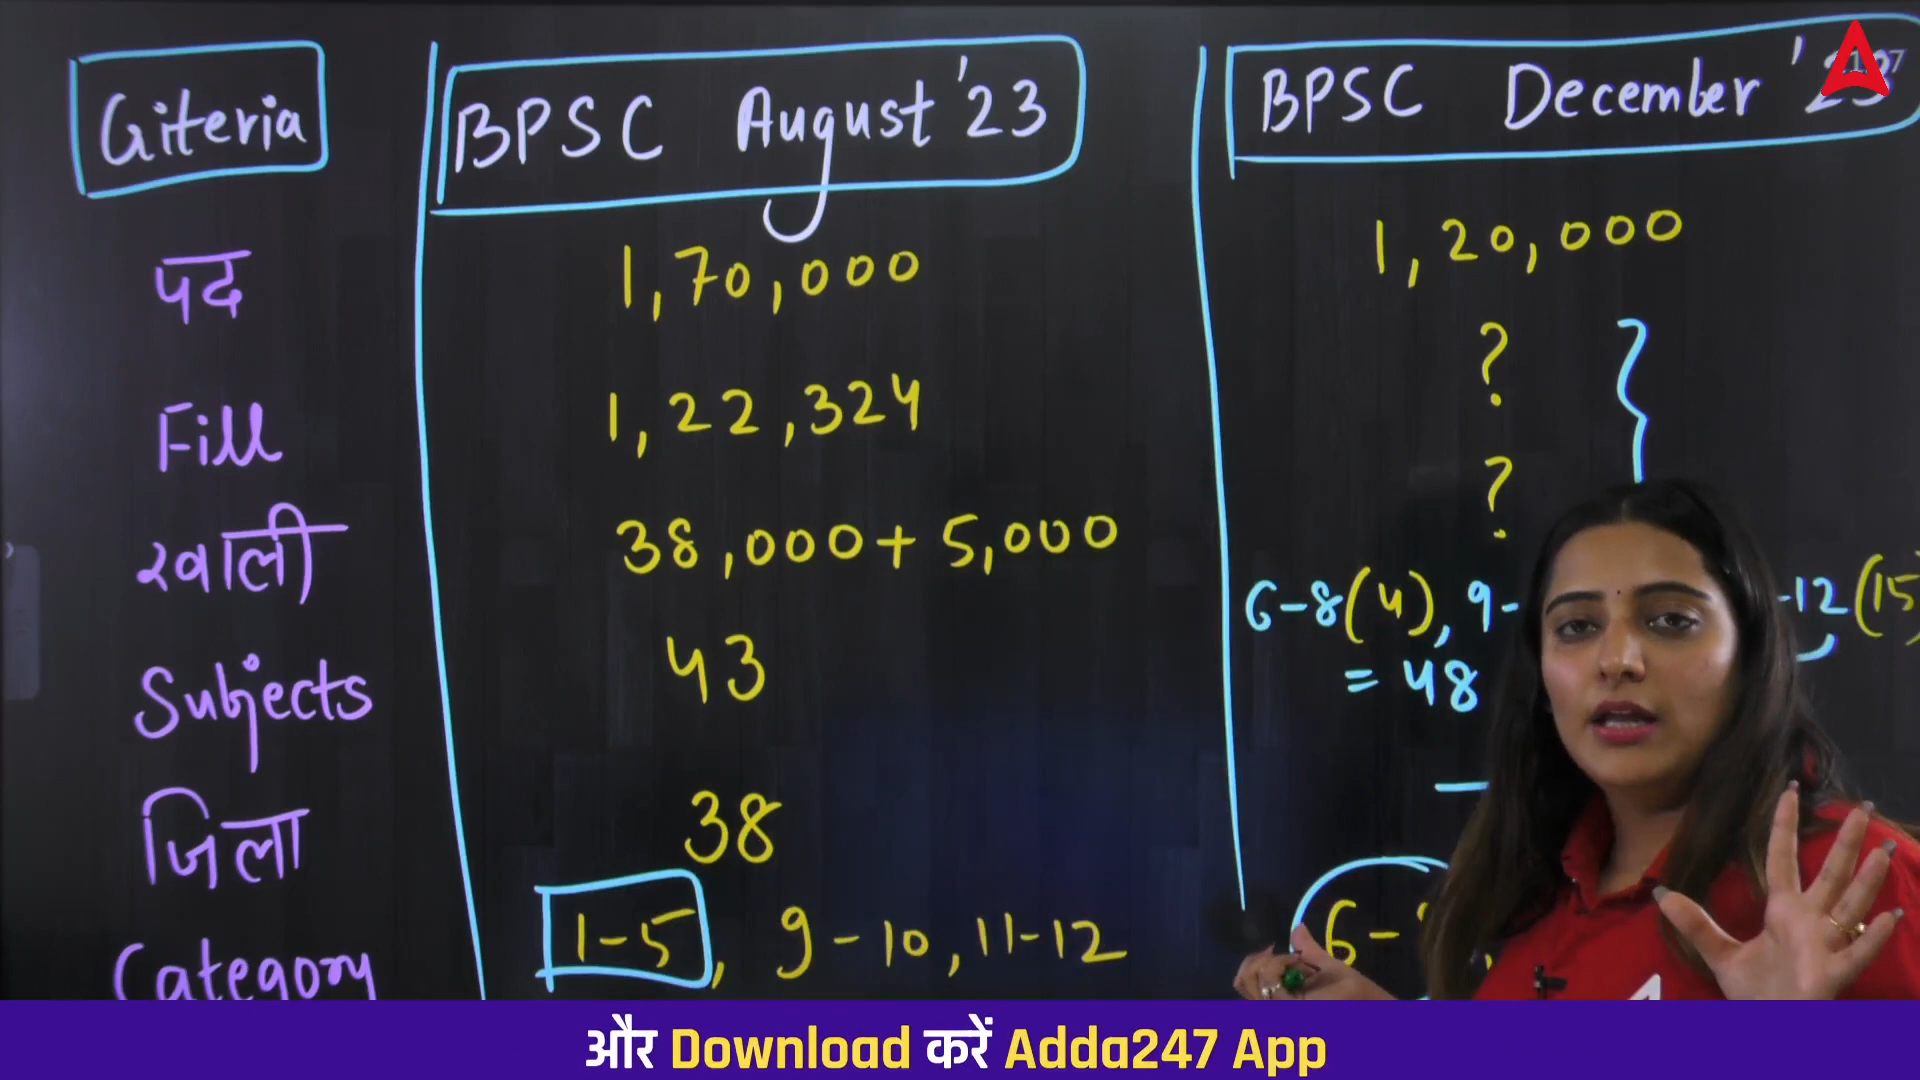 Criteria BPSC August '23 BPSC December '23
पद 1,70,000 1,20,000
Fill 1,22,324 ?
खाली 38,000 + 5,000 ?
Subjects 43 6-8(4), 9- -12(15)
= 48
जिला 38
Category 1-5, 9-10, 11-12 6-
और Download करें Adda247 App